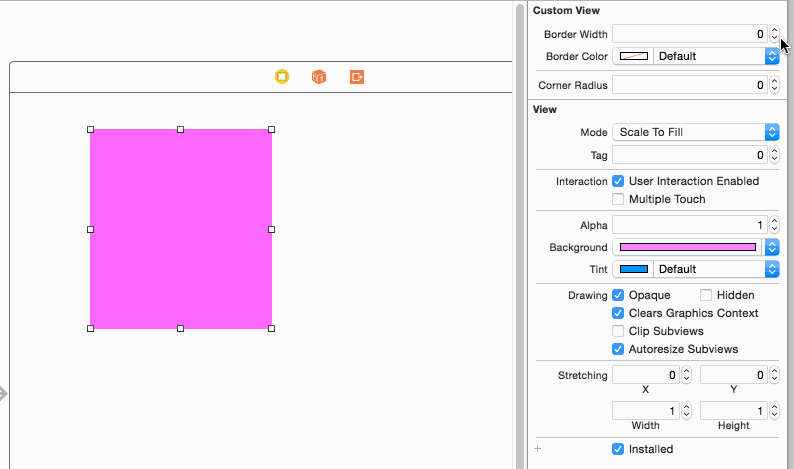 Custom View
Border Width 0
Border Color Default
Corner Radius 0
View
Mode Scale To Fill
Tag 0
Interaction User Interaction Enabled
Multiple Touch
Alpha 1
Background
Tint Default
Drawing Opaque Hidden
Clears Graphics Context
Clip Subviews
Autoresize Subviews
Stretching 0 0
X Y
1 1
Width Height
+ Installed